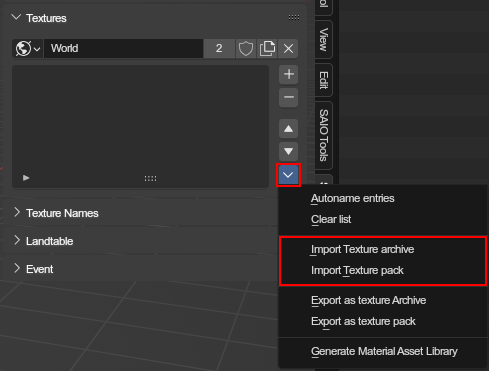 Textures
World
2
Texture Names
Landtable
Event
View
Edit
SAIO Tools
Autoname entries
Clear list
Import Texture archive
Import Texture pack
Export as texture Archive
Export as texture pack
Generate Material Asset Library